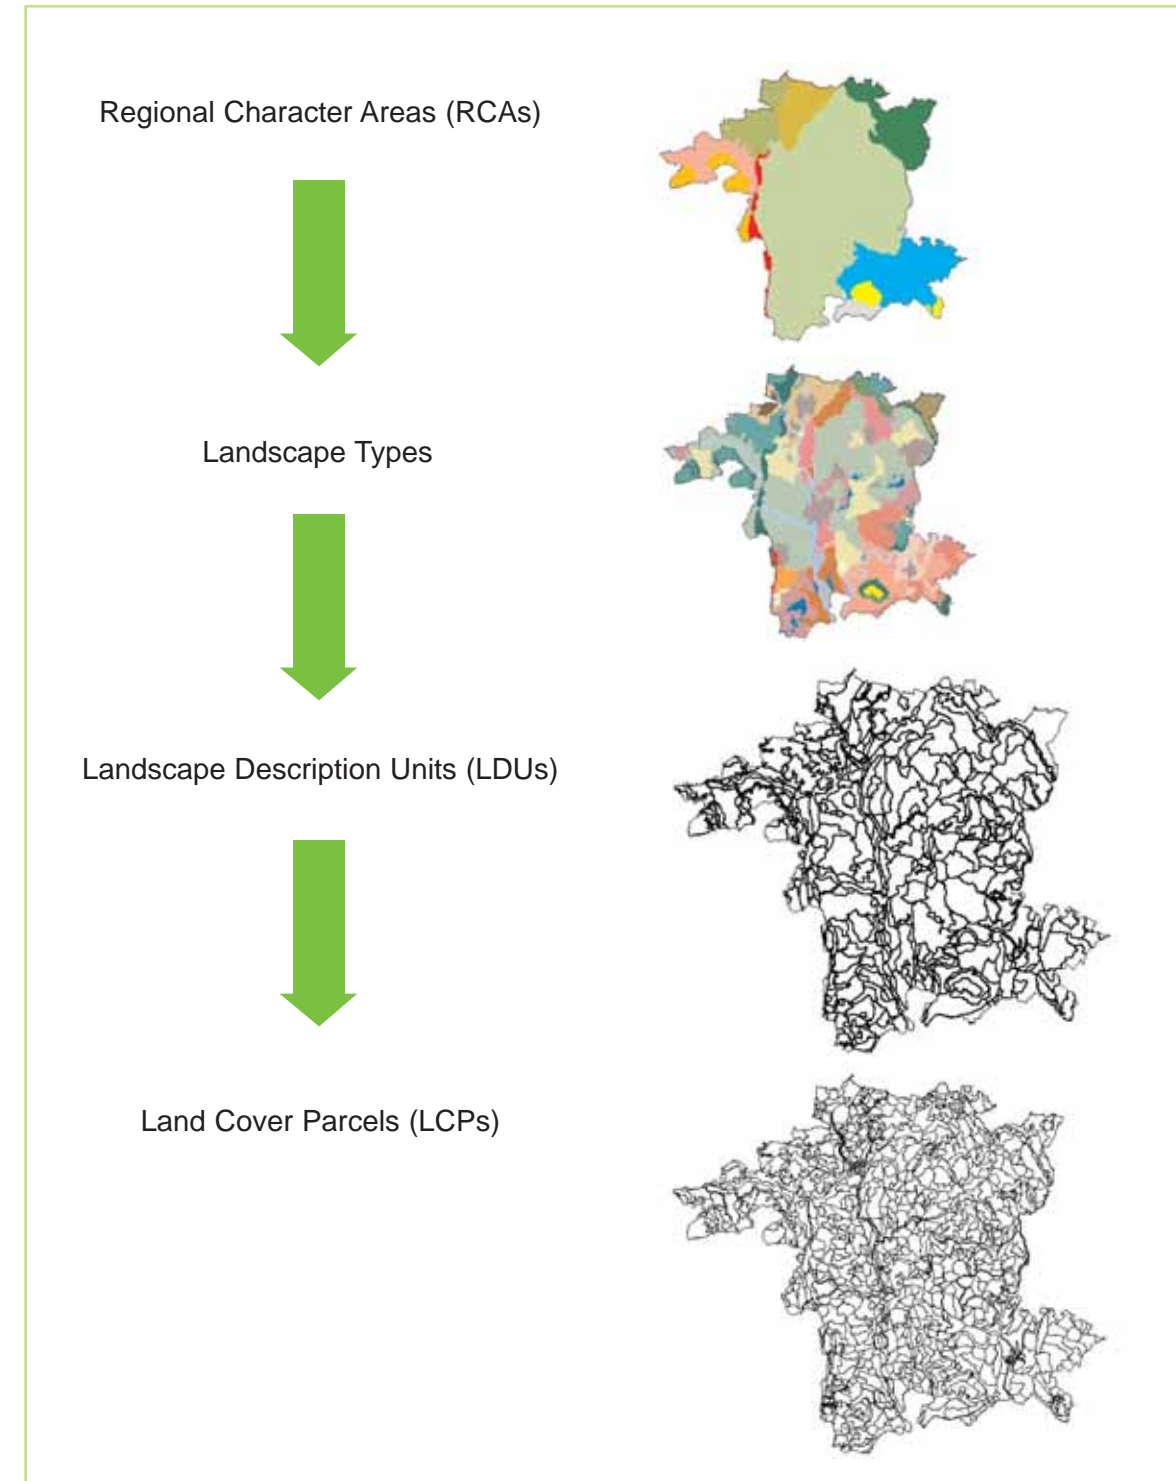 Regional Character Areas (RCAs)
Landscape Types
Landscape Description Units (LDUs)
Land Cover Parcels (LCPs)